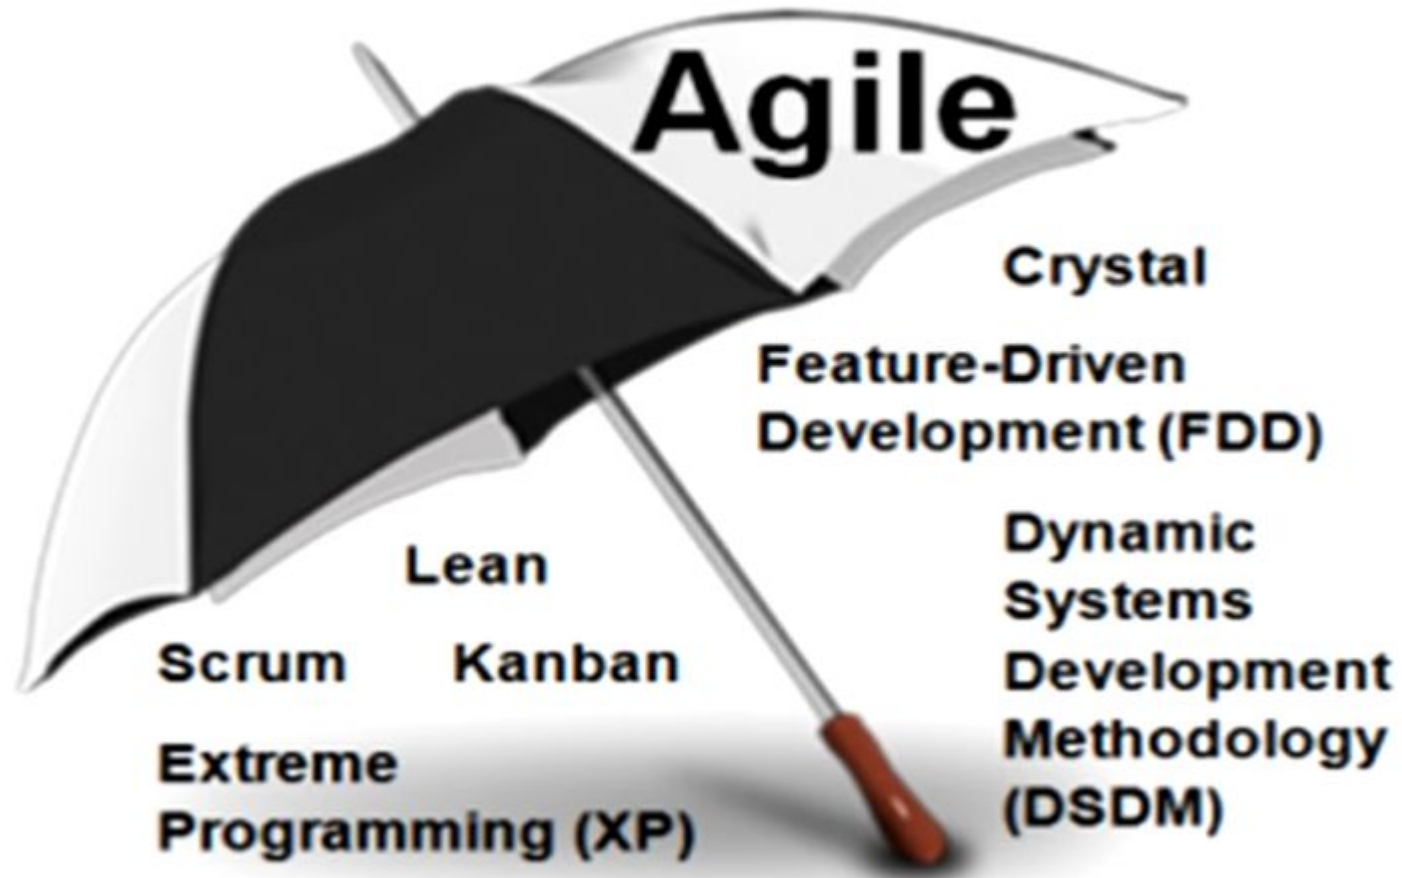 Agile
Crystal
Feature-Driven
Development (FDD)
Dynamic
Systems
Development
Methodology
(DSDM)
Lean
Scrum
Kanban
Extreme
Programming (XP)